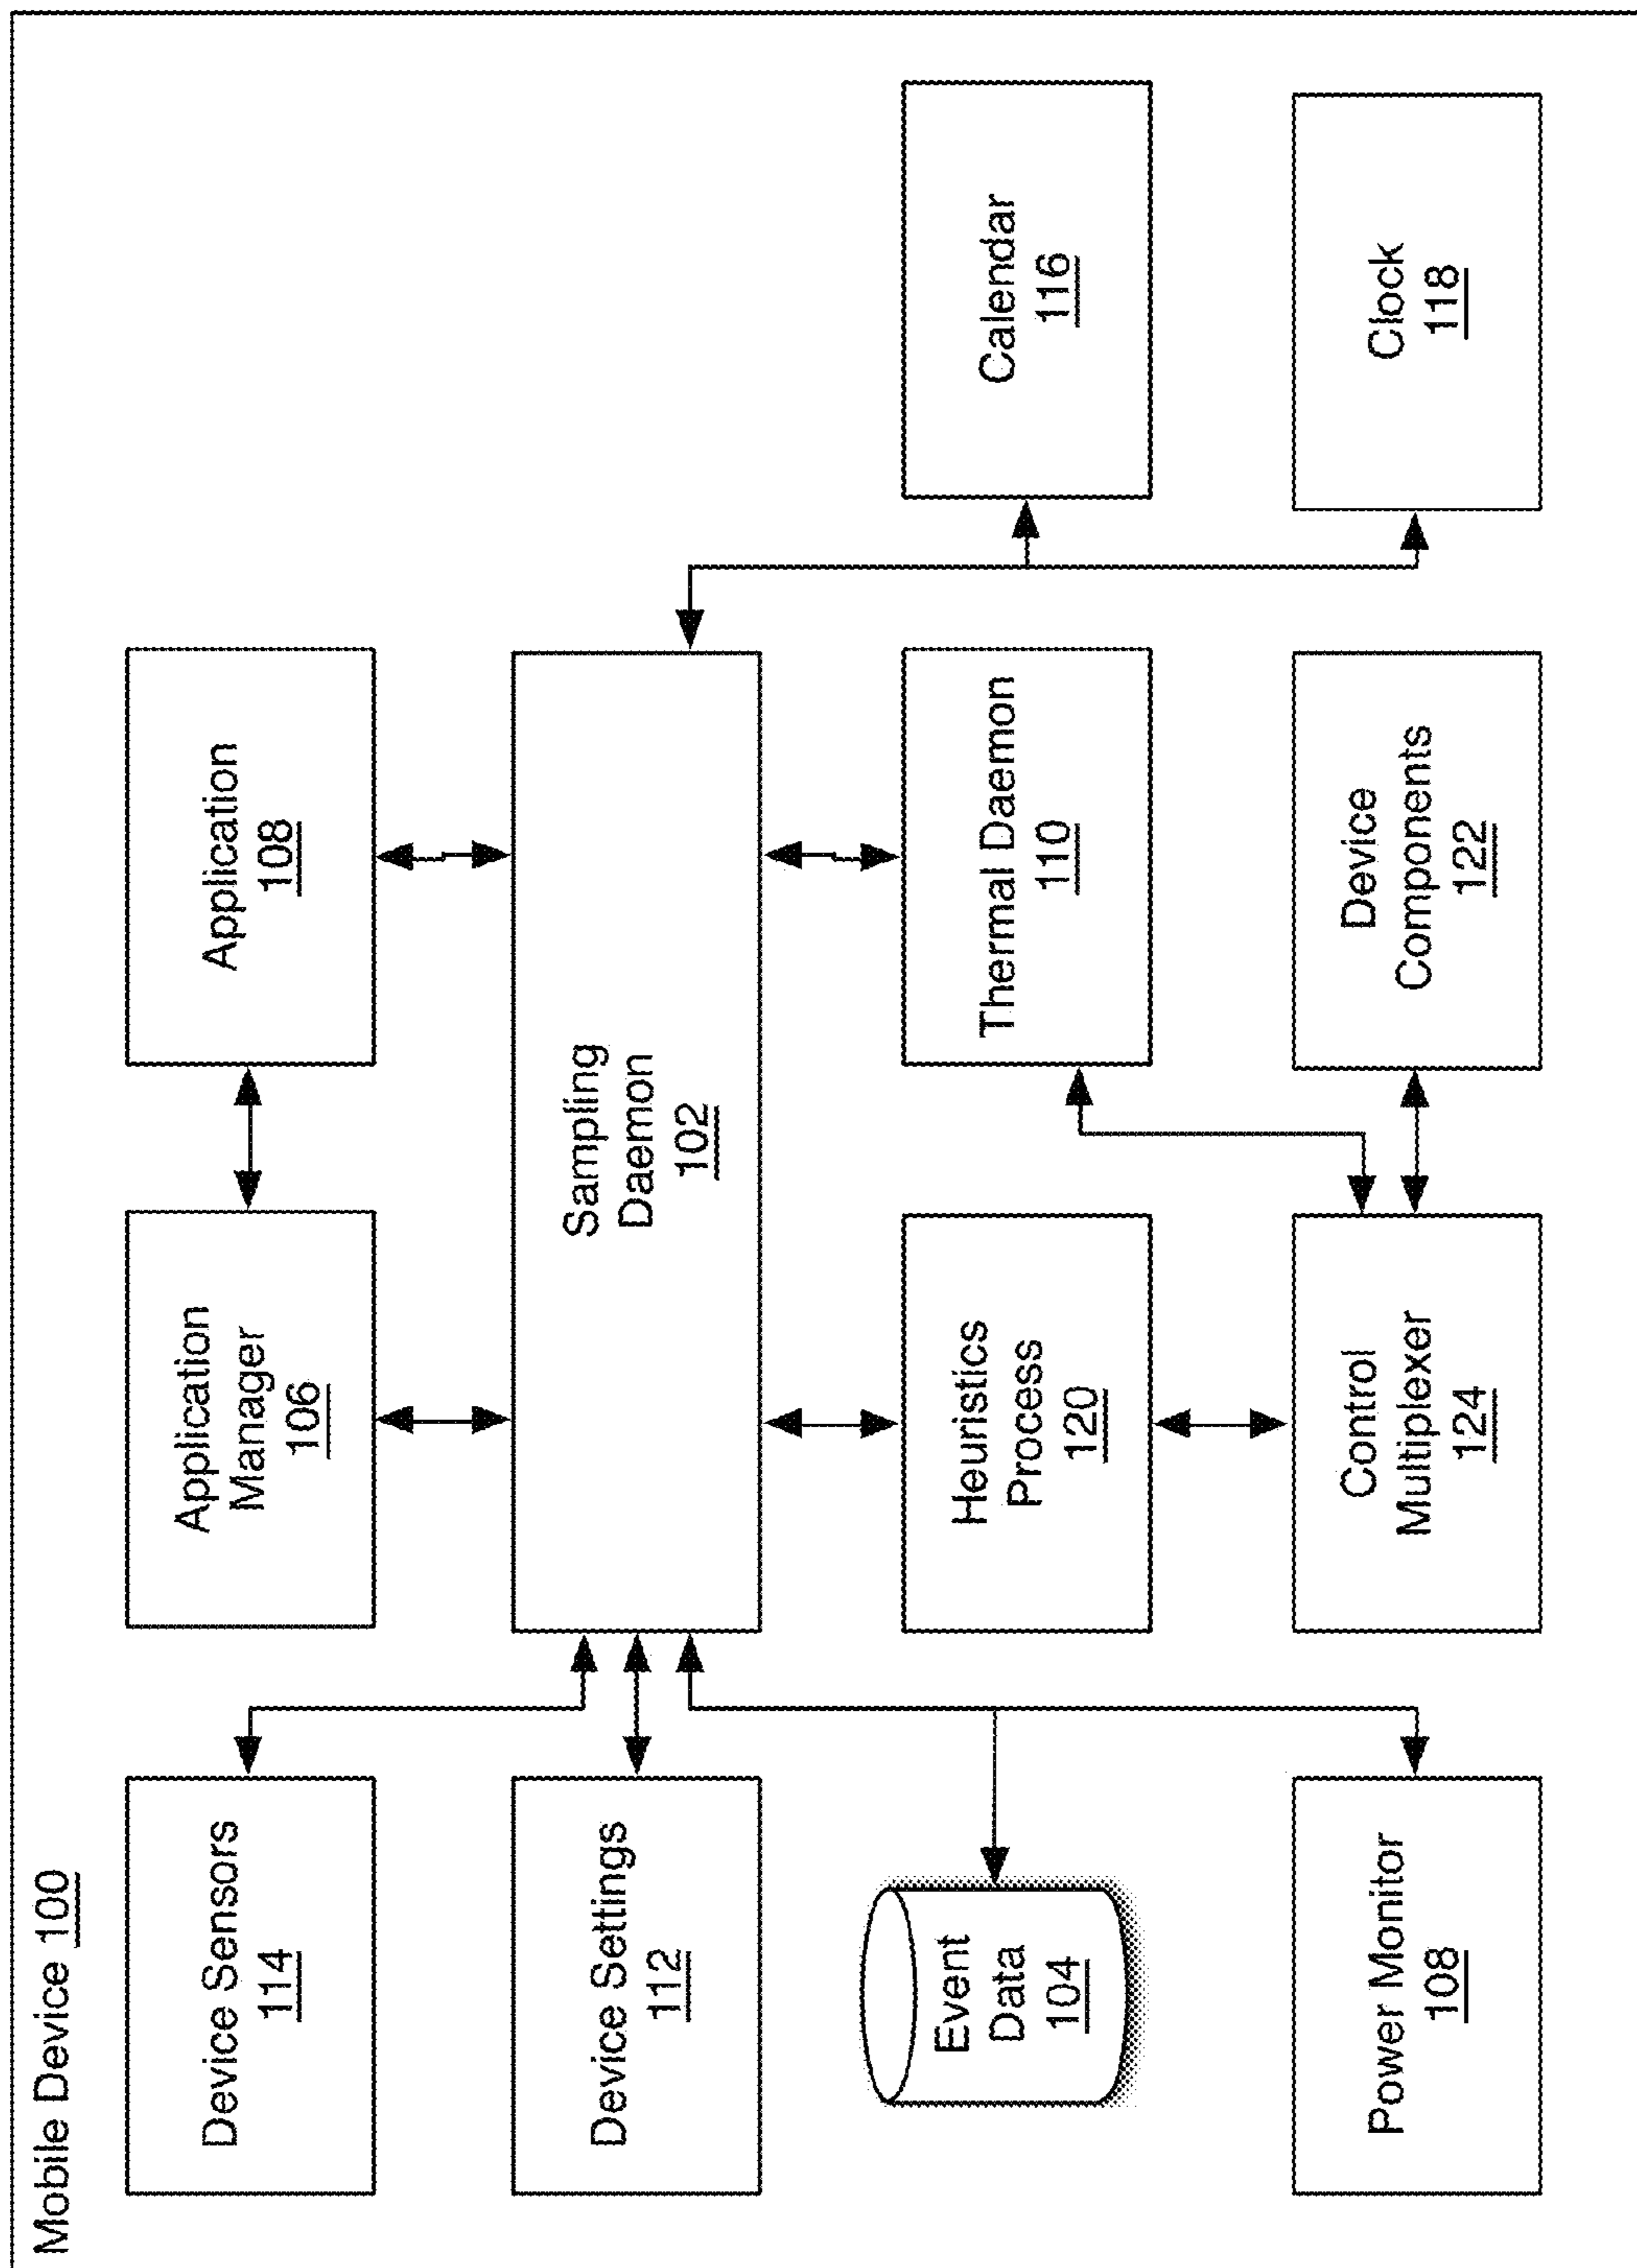 Mobile Device 100
Device Sensors
114
Application
Manager
106
Application
108
Device Settings
112
Sampling
Daemon
102
Event
Data
104
Heuristics
Process
120
Thermal Daemon
110
Calendar
116
Power Monitor
108
Control
Multiplexer
124
Device
Components
122
Clock
118